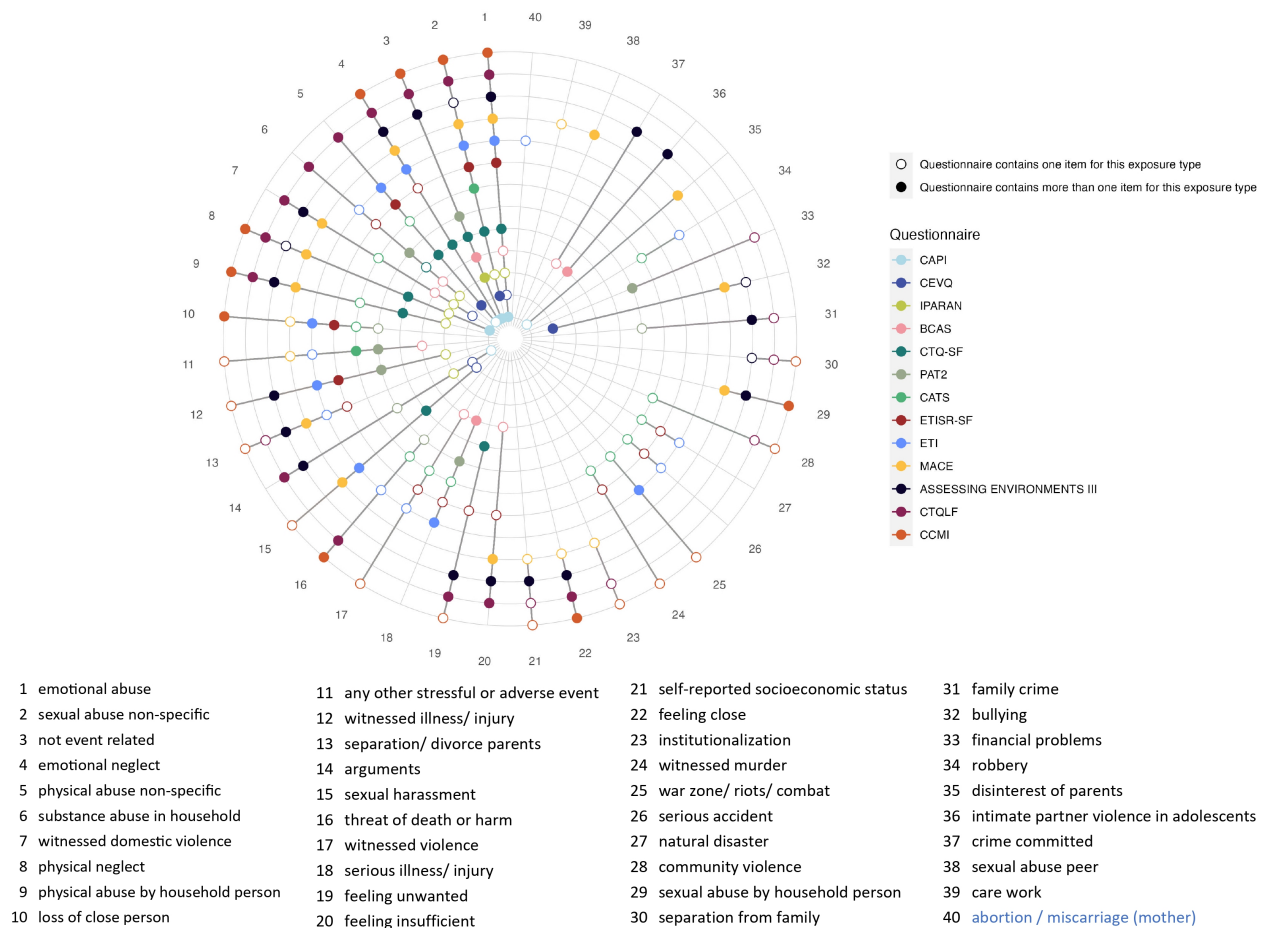 1
2
3
4
5
6
7
8
9
10
11
12
13
14
15
16
17
18
19
20
21
22
23
24
25
26
27
28
29
30
31
32
33
34
35
36
37
38
39
40
Questionnaire contains one item for this exposure type
Questionnaire contains more than one item for this exposure type
Questionnaire
CAPI
CEVQ
IPARAN
BCAS
CTQ-SF
PAT2
CATS
ETISR-SF
ETI
MACE
ASSESSING ENVIRONMENTS III
CTQLF
CCMI
1 emotional abuse
2 sexual abuse non-specific
3 not event related
4 emotional neglect
5 physical abuse non-specific
6 substance abuse in household
7 witnessed domestic violence
8 physical neglect
9 physical abuse by household person
10 loss of close person
11 any other stressful or adverse event
12 witnessed illness/ injury
13 separation/ divorce parents
14 arguments
15 sexual harassment
16 threat of death or harm
17 witnessed violence
18 serious illness/ injury
19 feeling unwanted
20 feeling insufficient
21 self-reported socioeconomic status
22 feeling close
23 institutionalization
24 witnessed murder
25 war zone/ riots/ combat
26 serious accident
27 natural disaster
28 community violence
29 sexual abuse by household person
30 separation from family
31 family crime
32 bullying
33 financial problems
34 robbery
35 disinterest of parents
36 intimate partner violence in adolescents
37 crime committed
38 sexual abuse peer
39 care work
40 abortion / miscarriage (mother)